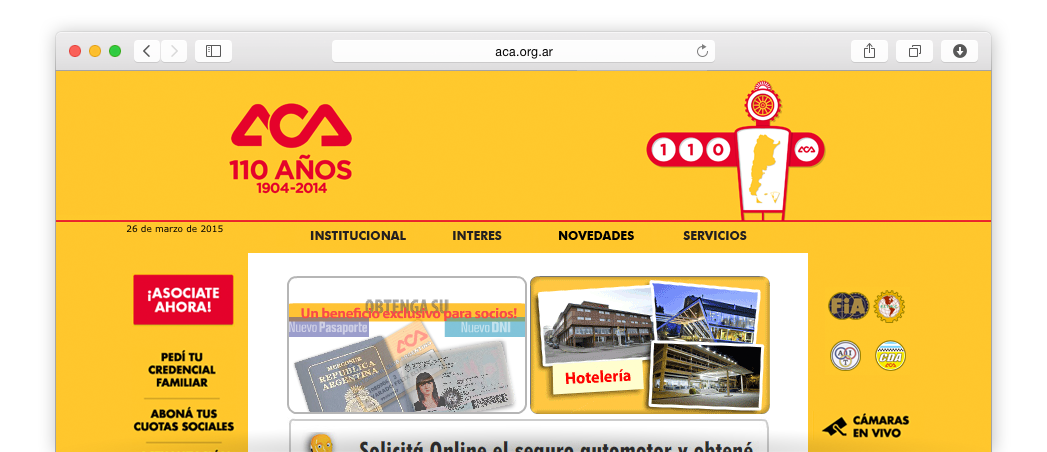 aca.org.ar
ACA
110 AÑOS
1904-2014
110
ACA
26 de marzo de 2015
INSTITUCIONAL INTERES NOVEDADES SERVICIOS
¡ASOCIATE
AHORA!
PEDÍ TU
CREDENCIAL
FAMILIAR
ABONÁ TUS
CUOTAS SOCIALES
OBTENGA SU
Un beneficio exclusivo para socios!
Nuevo Pasaporte
Nuevo DNI
ACA
MERCOSUR
REPUBLICA
ARGENTINA
Hotelería
FiA
CDA
CÁMARAS
EN VIVO
Solicitá Online el seguro automotor y obtené